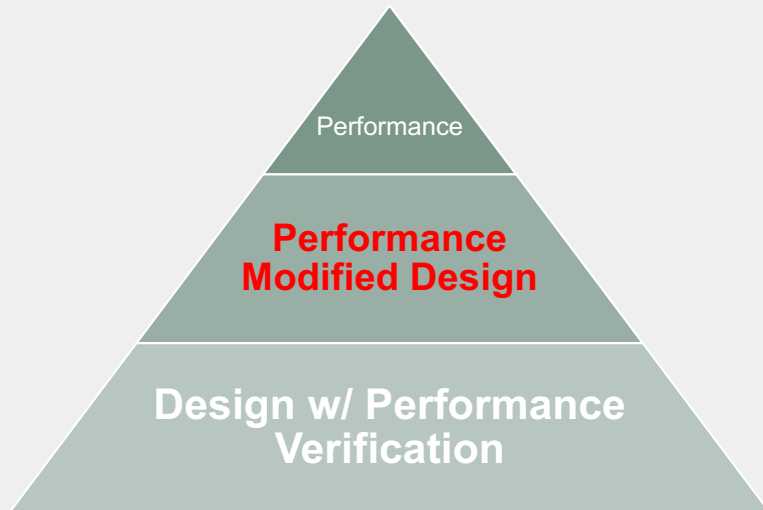 Performance
Performance
Modified Design
Design w/ Performance
Verification